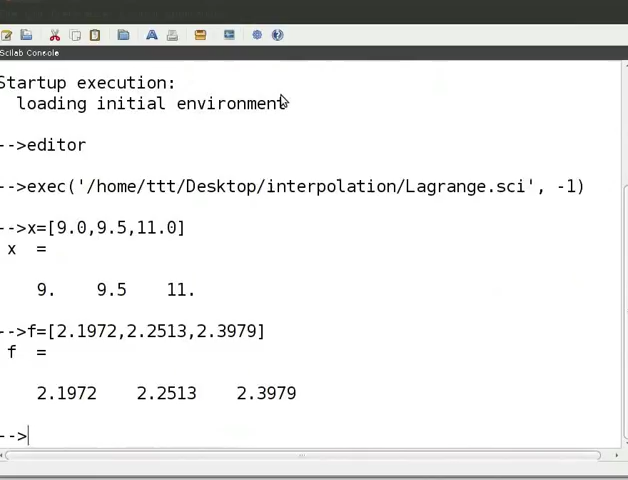 Scilab Console
Startup execution:
loading initial environment
-->editor
-->exec('/home/ttt/Desktop/interpolation/Lagrange.sci', -1)
-->x=[9.0,9.5,11.0]
x =
9. 9.5 11.
-->f=[2.1972,2.2513,2.3979]
f =
2.1972 2.2513 2.3979
-->